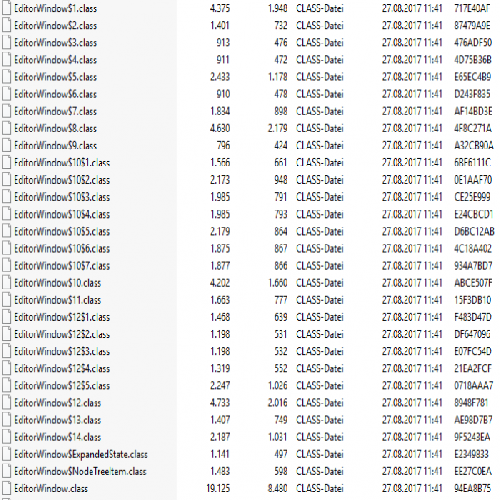 EditorWindow$1.class 4.375 1.948 CLASS-Datei 27.08.2017 11:41 717E40AF
EditorWindow$2.class 1.401 732 CLASS-Datei 27.08.2017 11:41 87479A9E
EditorWindow$3.class 913 476 CLASS-Datei 27.08.2017 11:41 476ADF50
EditorWindow$4.class 911 472 CLASS-Datei 27.08.2017 11:41 4D75B36B
EditorWindow$5.class 2.433 1.178 CLASS-Datei 27.08.2017 11:41 E65EC4B9
EditorWindow$6.class 910 478 CLASS-Datei 27.08.2017 11:41 D243F835
EditorWindow$7.class 1.834 898 CLASS-Datei 27.08.2017 11:41 AF14BD3E
EditorWindow$8.class 4.630 2.179 CLASS-Datei 27.08.2017 11:41 4F8C271A
EditorWindow$9.class 796 424 CLASS-Datei 27.08.2017 11:41 A32CB90A
EditorWindow$10$1.class 1.566 661 CLASS-Datei 27.08.2017 11:41 6BF6111C
EditorWindow$10$2.class 2.173 948 CLASS-Datei 27.08.2017 11:41 0E1AAF70
EditorWindow$10$3.class 1.985 791 CLASS-Datei 27.08.2017 11:41 CE25E999
EditorWindow$10$4.class 1.985 793 CLASS-Datei 27.08.2017 11:41 E24CBCD1
EditorWindow$10$5.class 2.179 864 CLASS-Datei 27.08.2017 11:41 D6BC12AB
EditorWindow$10$6.class 1.875 867 CLASS-Datei 27.08.2017 11:41 4C18A402
EditorWindow$10$7.class 1.877 866 CLASS-Datei 27.08.2017 11:41 934A7BD7
EditorWindow$10.class 4.202 1.660 CLASS-Datei 27.08.2017 11:41 ABCE507F
EditorWindow$11.class 1.663 777 CLASS-Datei 27.08.2017 11:41 15F3DB10
EditorWindow$12$1.class 1.468 639 CLASS-Datei 27.08.2017 11:41 F483D47D
EditorWindow$12$2.class 1.198 531 CLASS-Datei 27.08.2017 11:41 DF647096
EditorWindow$12$3.class 1.198 532 CLASS-Datei 27.08.2017 11:41 E07FC54D
EditorWindow$12$4.class 1.319 552 CLASS-Datei 27.08.2017 11:41 21EA2FCF
EditorWindow$12$5.class 2.247 1.026 CLASS-Datei 27.08.2017 11:41 0718AAA7
EditorWindow$12.class 4.733 2.016 CLASS-Datei 27.08.2017 11:41 8948F781
EditorWindow$13.class 1.407 749 CLASS-Datei 27.08.2017 11:41 AE98D7B7
EditorWindow$14.class 2.187 1.031 CLASS-Datei 27.08.2017 11:41 9F5243EA
EditorWindow$ExpandedState.class 1.141 497 CLASS-Datei 27.08.2017 11:41 E2349833
EditorWindow$NodeTreeItem.class 1.483 598 CLASS-Datei 27.08.2017 11:41 EE27C0EA
EditorWindow.class 19.125 8.480 CLASS-Datei 27.08.2017 11:41 94EA8B75